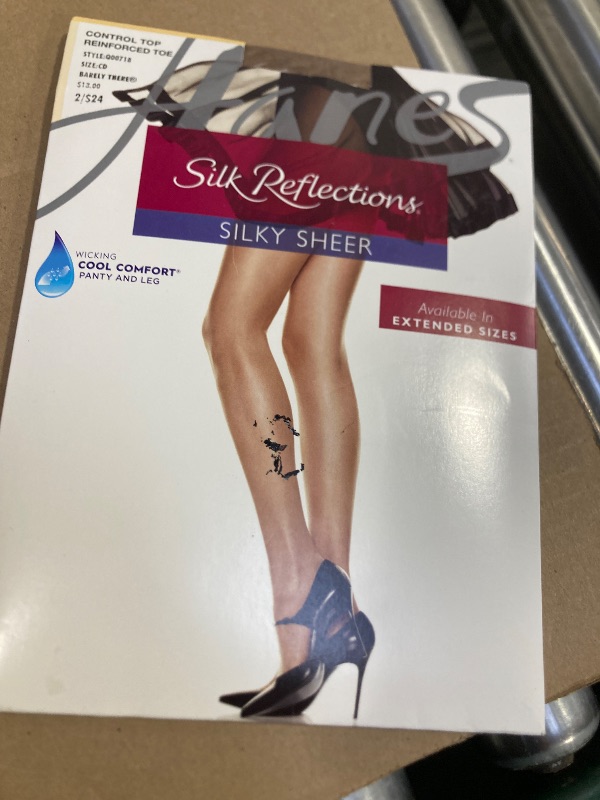 CONTROL TOP
REINFORCED TOE
STYLE:Q00718
SIZE:CD
BARELY THERE®
$13.00
2/$24
Hanes
Silk Reflections®
SILKY SHEER
WICKING
COOL COMFORT®
PANTY AND LEG
Available In
EXTENDED SIZES